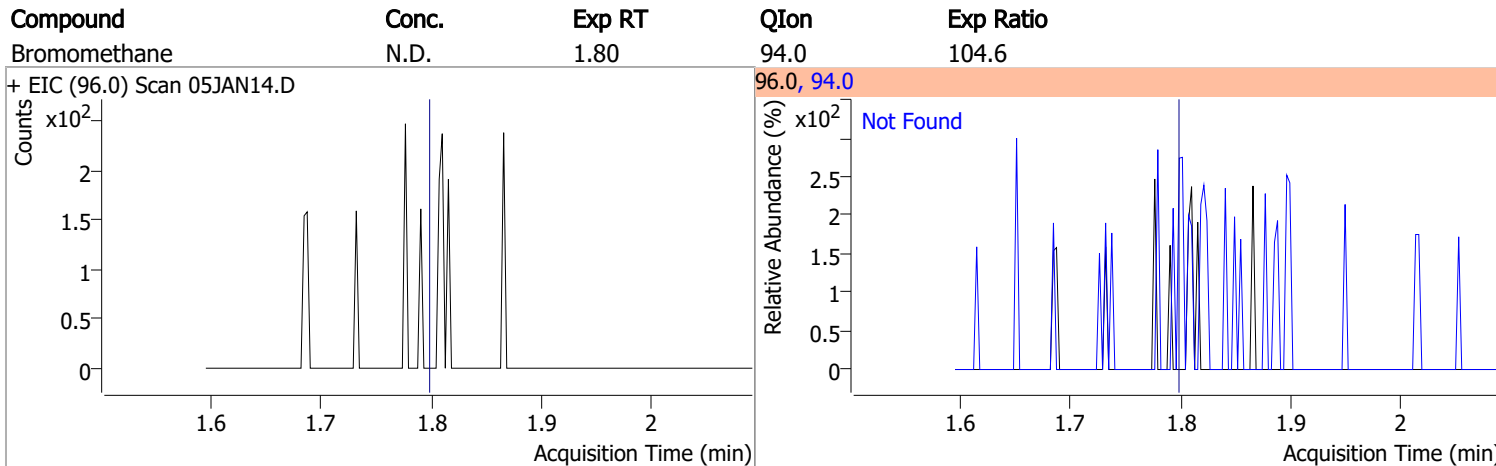 Compound Conc. Exp RT QIon Exp Ratio
Bromomethane N.D. 1.80 94.0 104.6
+ EIC (96.0) Scan 05JAN14.D
Counts
x10²
2
1.5
1
0.5
0
1.6 1.7 1.8 1.9 2
Acquisition Time (min)
96.0, 94.0
Relative Abundance (%)
x10²
Not Found
2.5
2
1.5
1
0.5
0
1.6 1.7 1.8 1.9 2
Acquisition Time (min)